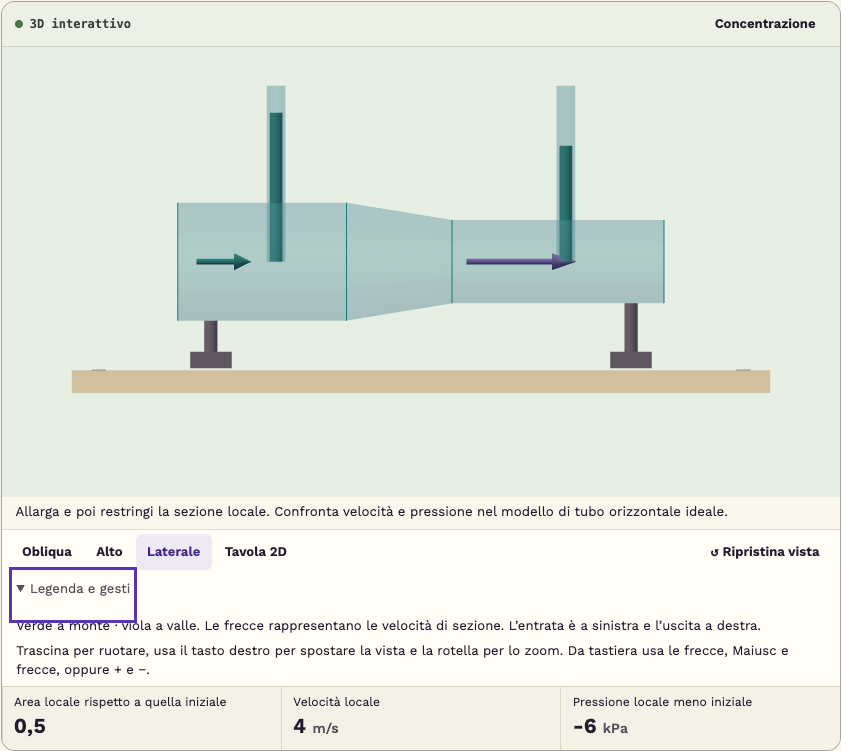 3D interattivo
Concentrazione
Allarga e poi restringi la sezione locale. Confronta velocità e pressione nel modello di tubo orizzontale ideale.
Obliqua Alto Laterale Tavola 2D ↺ Ripristina vista
▼ Legenda e gesti
Verde a monte · viola a valle. Le frecce rappresentano le velocità di sezione. L’entrata è a sinistra e l’uscita a destra.
Trascina per ruotare, usa il tasto destro per spostare la vista e la rotella per lo zoom. Da tastiera usa le frecce, Maiusc e
frecce, oppure + e −.
Area locale rispetto a quella iniziale
0,5
Velocità locale
4 m/s
Pressione locale meno iniziale
-6 kPa